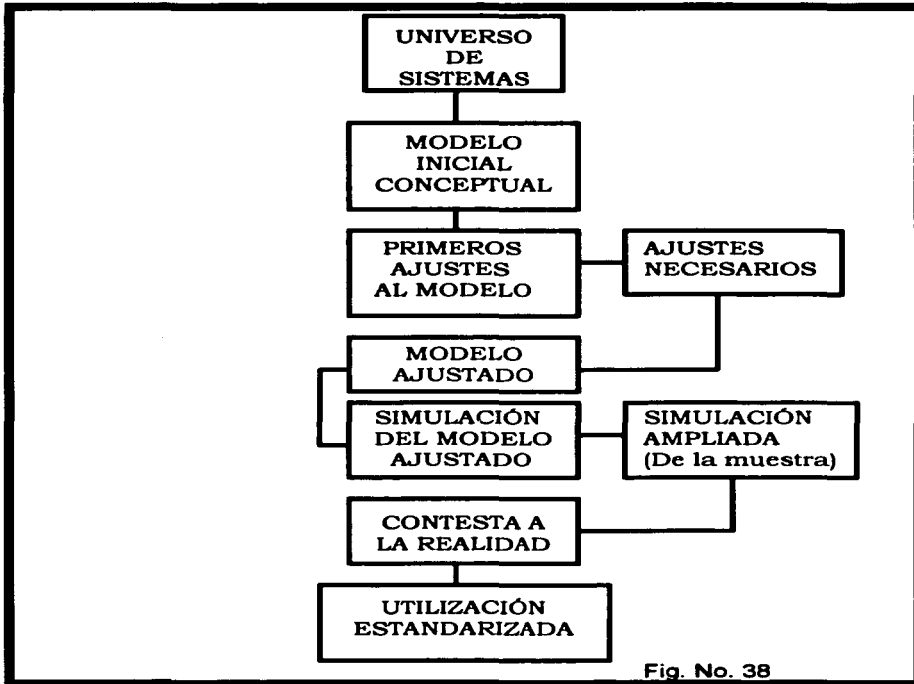 UNIVERSO
DE
SISTEMAS
MODELO
INICIAL
CONCEPTUAL
PRIMEROS
AJUSTES
AL MODELO
AJUSTES
NECESARIOS
MODELO
AJUSTADO
SIMULACIÓN
DEL MODELO
AJUSTADO
SIMULACIÓN
AMPLIADA
(De la muestra)
CONTESTA A
LA REALIDAD
UTILIZACIÓN
ESTANDARIZADA
Fig. No. 38